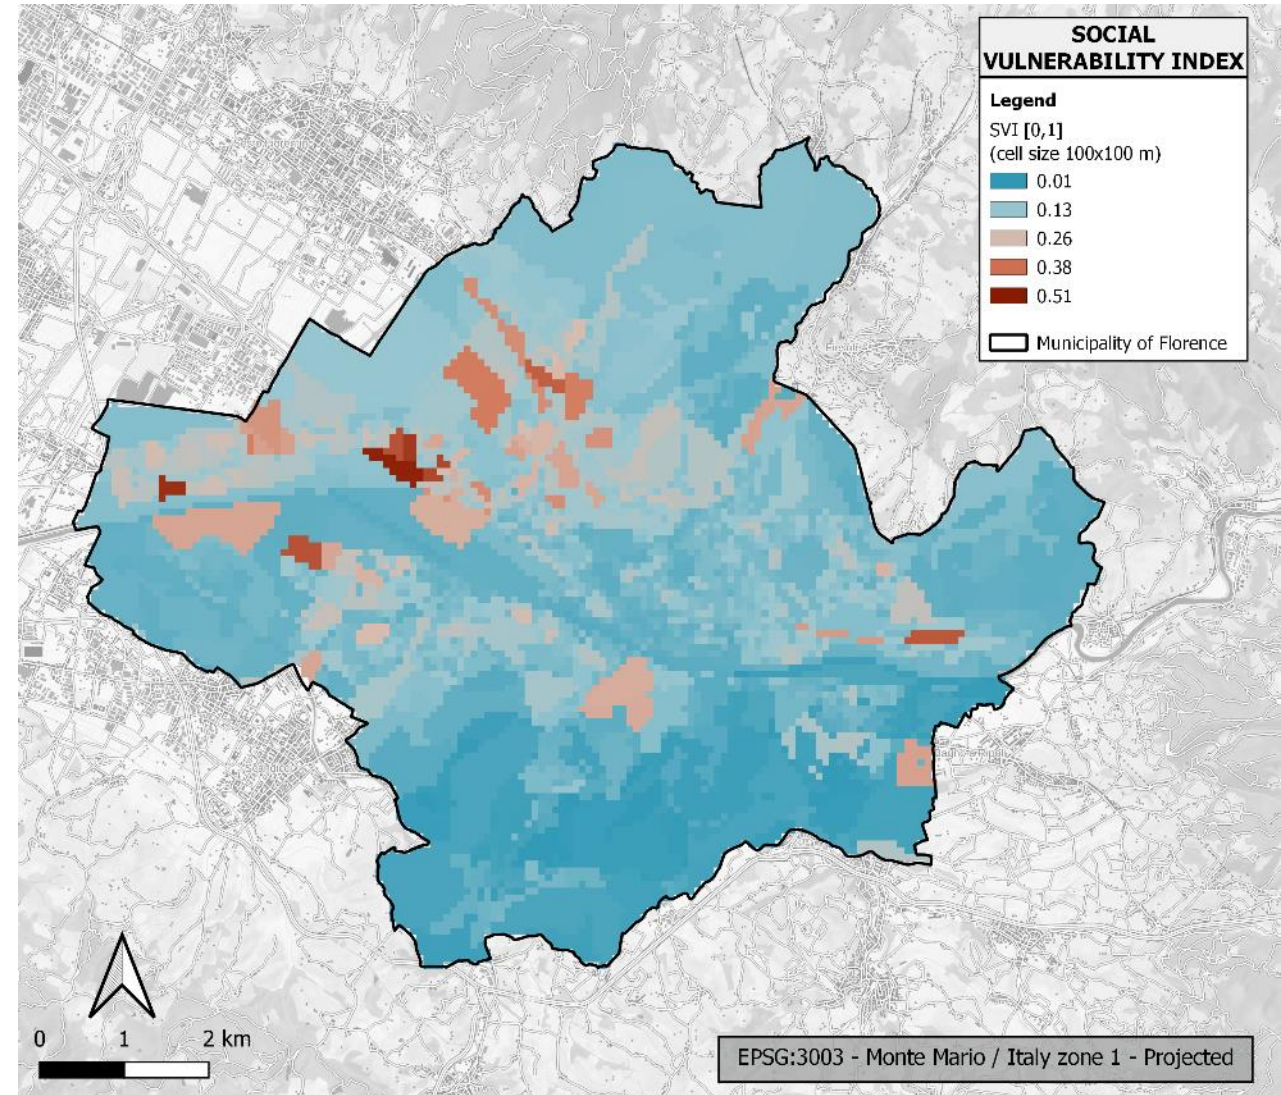 SOCIAL
VULNERABILITY INDEX
Legend
SVI [0,1]
(cell size 100x100 m)
0.01
0.13
0.26
0.38
0.51
Municipality of Florence
0 1 2 km
EPSG:3003 - Monte Mario / Italy zone 1 - Projected